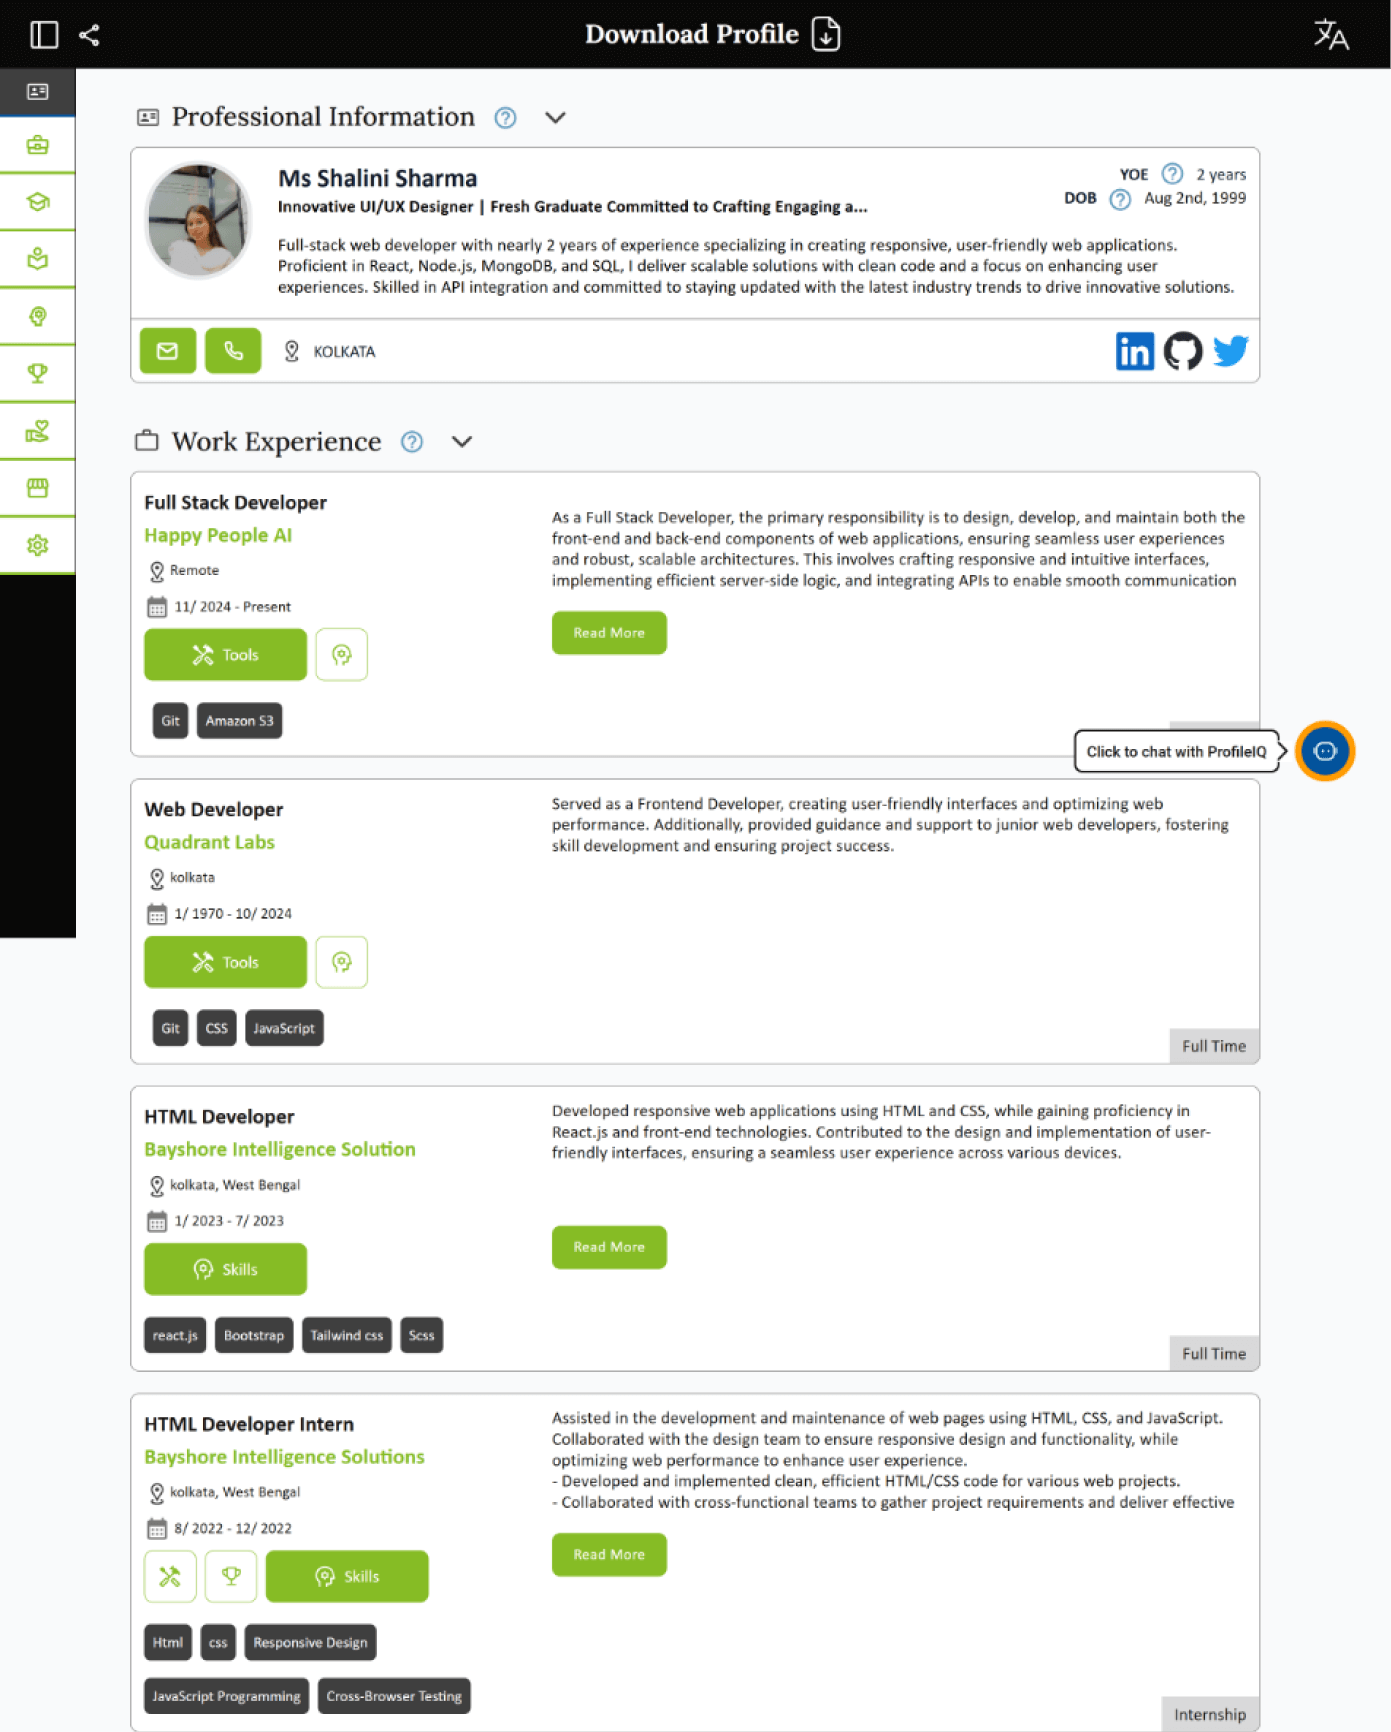 Download Profile
Professional Information
Ms Shalini Sharma
Innovative UI/UX Designer | Fresh Graduate Committed to Crafting Engaging a...
YOE 2 years
DOB Aug 2nd, 1999
Full-stack web developer with nearly 2 years of experience specializing in creating responsive, user-friendly web applications.
Proficient in React, Node.js, MongoDB, and SQL, I deliver scalable solutions with clean code and a focus on enhancing user
experiences. Skilled in API integration and committed to staying updated with the latest industry trends to drive innovative solutions.
KOLKATA
Work Experience
Full Stack Developer
Happy People AI
Remote
11/ 2024 - Present
Tools
Git
Amazon S3
As a Full Stack Developer, the primary responsibility is to design, develop, and maintain both the
front-end and back-end components of web applications, ensuring seamless user experiences
and robust, scalable architectures. This involves crafting responsive and intuitive interfaces,
implementing efficient server-side logic, and integrating APIs to enable smooth communication
Read More
Click to chat with ProfileIQ
Web Developer
Quadrant Labs
kolkata
1/ 1970 - 10/ 2024
Tools
Git
CSS
JavaScript
Served as a Frontend Developer, creating user-friendly interfaces and optimizing web
performance. Additionally, provided guidance and support to junior web developers, fostering
skill development and ensuring project success.
Full Time
HTML Developer
Bayshore Intelligence Solution
kolkata, West Bengal
1/ 2023 - 7/ 2023
Skills
react.js
Bootstrap
Tailwind css
Scss
Developed responsive web applications using HTML and CSS, while gaining proficiency in
React.js and front-end technologies. Contributed to the design and implementation of user-
friendly interfaces, ensuring a seamless user experience across various devices.
Read More
Full Time
HTML Developer Intern
Bayshore Intelligence Solutions
kolkata, West Bengal
8/ 2022 - 12/ 2022
Skills
Html
css
Responsive Design
JavaScript Programming
Cross-Browser Testing
Assisted in the development and maintenance of web pages using HTML, CSS, and JavaScript.
Collaborated with the design team to ensure responsive design and functionality, while
optimizing web performance to enhance user experience.
- Developed and implemented clean, efficient HTML/CSS code for various web projects.
- Collaborated with cross-functional teams to gather project requirements and deliver effective
Read More
Internship